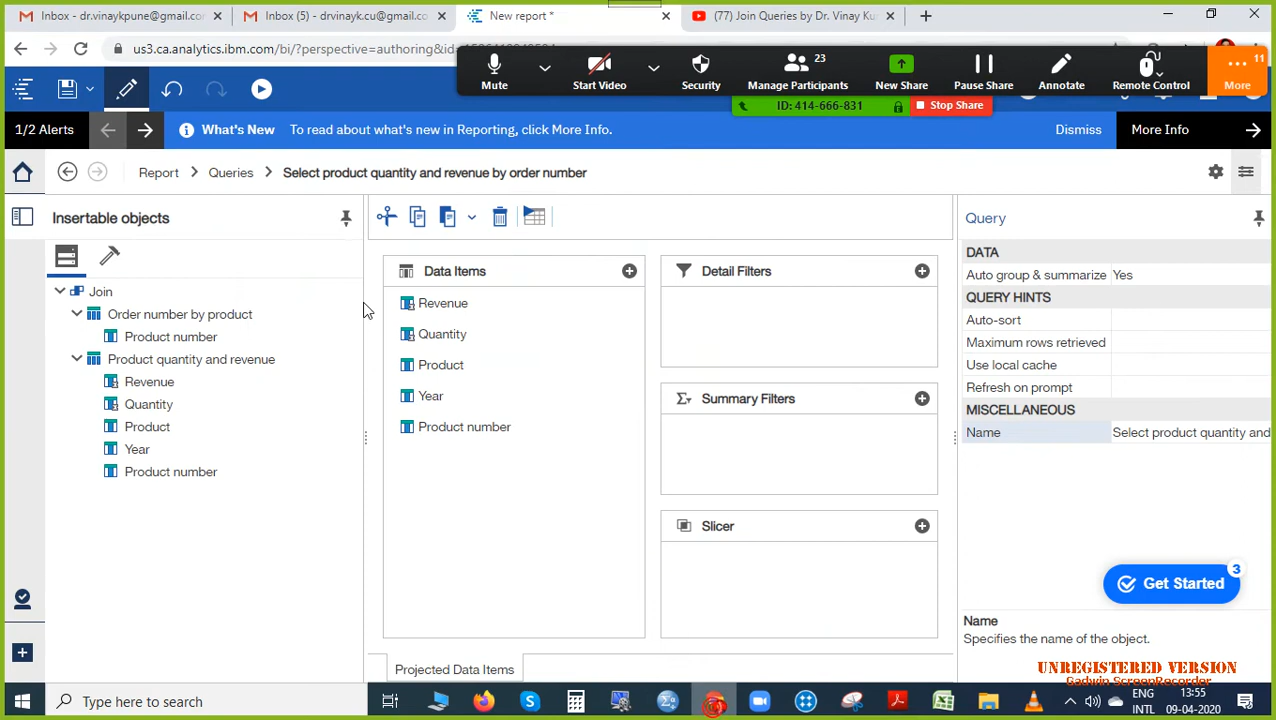 Inbox - drvinaykpune@gmail.cor
Inbox (5) - drvinayk.cu@gmail.con
New report *
(77) Join Queries by Dr. Vinay Ku
us3.ca.analytics.ibm.com/bi/?perspective=authoring&id=
Mute
Start Video
Security
23
Manage Participants
New Share
Pause Share
Annotate
Remote Control
11
More
ID: 414-666-831
Stop Share
1/2 Alerts
What's New
To read about what's new in Reporting, click More Info.
Dismiss
More Info
Report
Queries
Select product quantity and revenue by order number
Insertable objects
Join
Order number by product
Product number
Product quantity and revenue
Revenue
Quantity
Product
Year
Product number
Data Items
Revenue
Quantity
Product
Year
Product number
Detail Filters
Summary Filters
Slicer
Projected Data Items
Query
DATA
Auto group & summarize Yes
QUERY HINTS
Auto-sort
Maximum rows retrieved
Use local cache
Refresh on prompt
MISCELLANEOUS
Name Select product quantity and
Get Started
3
Name
Specifies the name of the object.
UNREGISTERED VERSION
Gadwin ScreenRecorder
Type here to search
ENG
INTL
13:55
09-04-2020